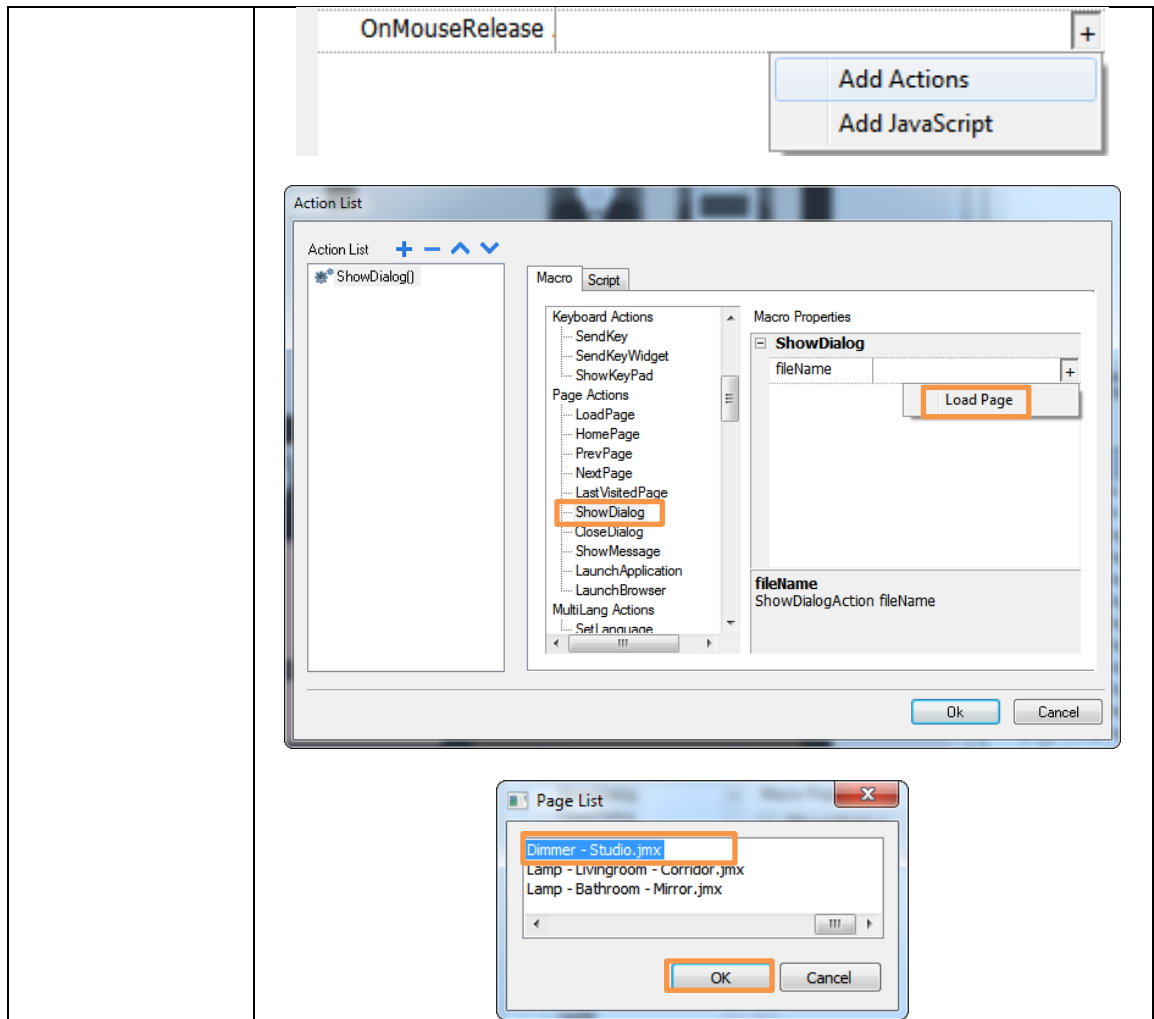 OnMouseRelease .
+
Add Actions
Add JavaScript
Action List
Action List
ShowDialog()
Macro Script
Keyboard Actions
SendKey
SendKeyWidget
ShowKeyPad
Page Actions
LoadPage
HomePage
PrevPage
NextPage
LastVisitedPage
ShowDialog
CloseDialog
ShowMessage
LaunchApplication
LaunchBrowser
MultiLang Actions
SetLanguage
Macro Properties
ShowDialog
fileName +
Load Page
fileName
ShowDialogAction fileName
Ok Cancel
Page List
Dimmer - Studio.jmx
Lamp - Livingroom - Corridor.jmx
Lamp - Bathroom - Mirror.jmx
OK Cancel